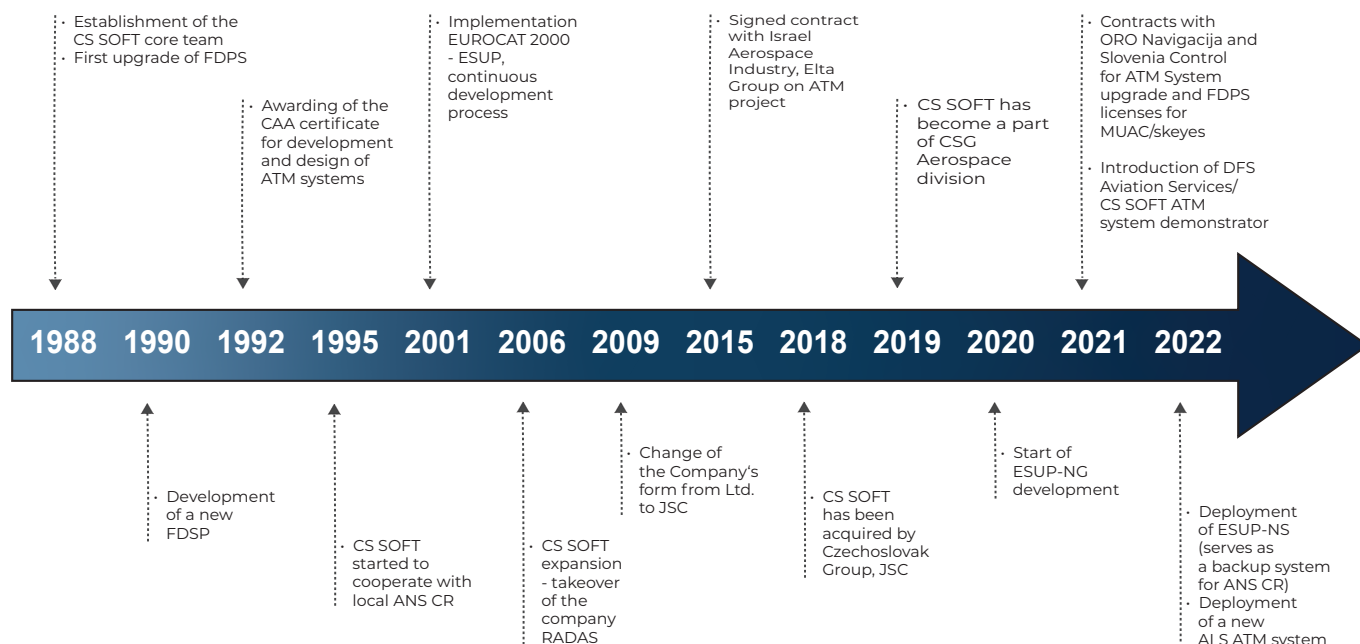 · Establishment of the
CS SOFT core team
· First upgrade of FDPS
· Awarding of the
CAA certificate
for development
and design of
ATM systems
· Implementation
EUROCAT 2000
- ESUP,
continuous
development
process
· Signed contract
with Israel
Aerospace
Industry, Elta
Group on ATM
project
· CS SOFT has
become a part
of CSG
Aerospace
division
· Contracts with
ORO Navigacija and
Slovenia Control
for ATM System
upgrade and FDPS
licenses for
MUAC/skeyes
· Introduction of DFS
Aviation Services/
CS SOFT ATM
system demonstrator
1988 1990 1992 1995 2001 2006 2009 2015 2018 2019 2020 2021 2022
· Development
of a new
FDSP
· CS SOFT
started to
cooperate with
local ANS CR
· CS SOFT
expansion
- takeover
of the
company
RADAS
· Change of
the Company‘s
form from Ltd.
to JSC
· CS SOFT
has been
acquired by
Czechoslovak
Group, JSC
· Start of
ESUP-NG
development
· Deployment
of ESUP-NS
(serves as
a backup system
for ANS CR)
· Deployment
of a new
ALS ATM system